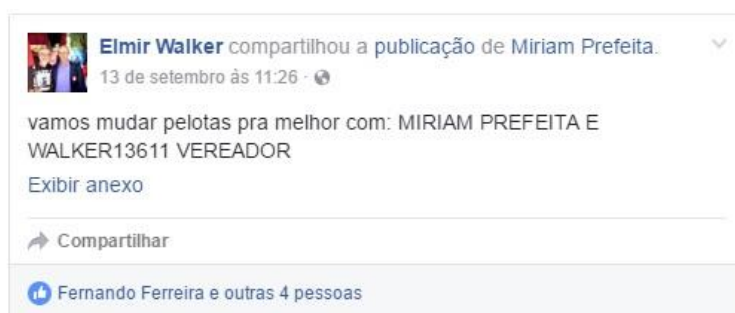 Elmir Walker compartilhou a publicação de Miriam Prefeita.
13 de setembro às 11:26 ·
vamos mudar pelotas pra melhor com: MIRIAM PREFEITA E
WALKER13611 VEREADOR
Exibir anexo
Compartilhar
Fernando Ferreira e outras 4 pessoas